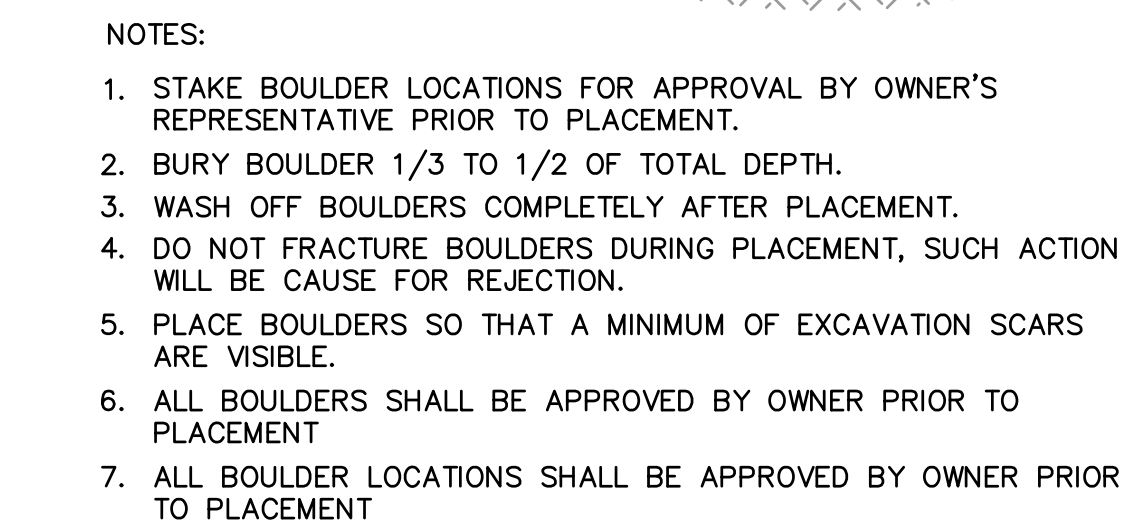 NOTES:
1. STAKE BOULDER LOCATIONS FOR APPROVAL BY OWNER'S
REPRESENTATIVE PRIOR TO PLACEMENT.
2. BURY BOULDER 1/3 TO 1/2 OF TOTAL DEPTH.
3. WASH OFF BOULDERS COMPLETELY AFTER PLACEMENT.
4. DO NOT FRACTURE BOULDERS DURING PLACEMENT, SUCH ACTION
WILL BE CAUSE FOR REJECTION.
5. PLACE BOULDERS SO THAT A MINIMUM OF EXCAVATION SCARS
ARE VISIBLE.
6. ALL BOULDERS SHALL BE APPROVED BY OWNER PRIOR TO
PLACEMENT
7. ALL BOULDER LOCATIONS SHALL BE APPROVED BY OWNER PRIOR
TO PLACEMENT